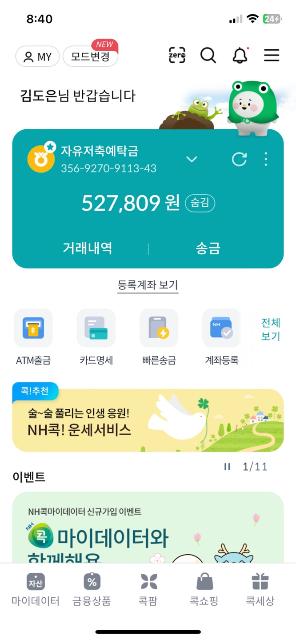 8:40
24
MY
모드변경
NEW
zero
김도은님 반갑습니다
자유저축예탁금
356-9270-9113-43
527,809 원
숨김
거래내역
송금
등록계좌 보기
ATM출금
카드명세
빠른송금
계좌등록
전체
보기
콕!추천
술~술 풀리는 인생 응원!
NH콕! 운세서비스
1/11
이벤트
NH콕마이데이터 신규가입 이벤트
콕 마이데이터와
함께해요
자산
마이데이터
금융상품
콕팜
콕쇼핑
콕세상